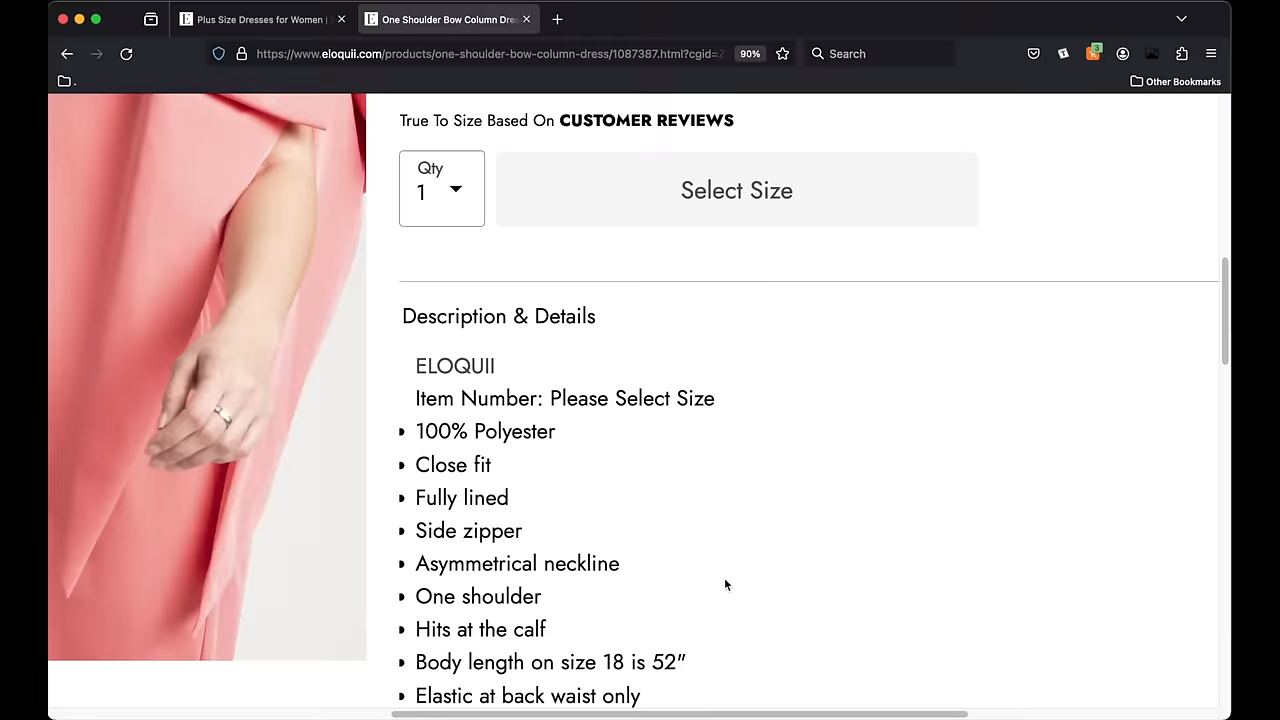 Plus Size Dresses for Women |
One Shoulder Bow Column Dres
https://www.eloquii.com/products/one-shoulder-bow-column-dress/1087387.html?cgid=
90%
Search
3
.
Other Bookmarks
True To Size Based On CUSTOMER REVIEWS
Qty
1
Select Size
Description & Details
ELOQUII
Item Number: Please Select Size
100% Polyester
Close fit
Fully lined
Side zipper
Asymmetrical neckline
One shoulder
Hits at the calf
Body length on size 18 is 52"
Elastic at back waist only